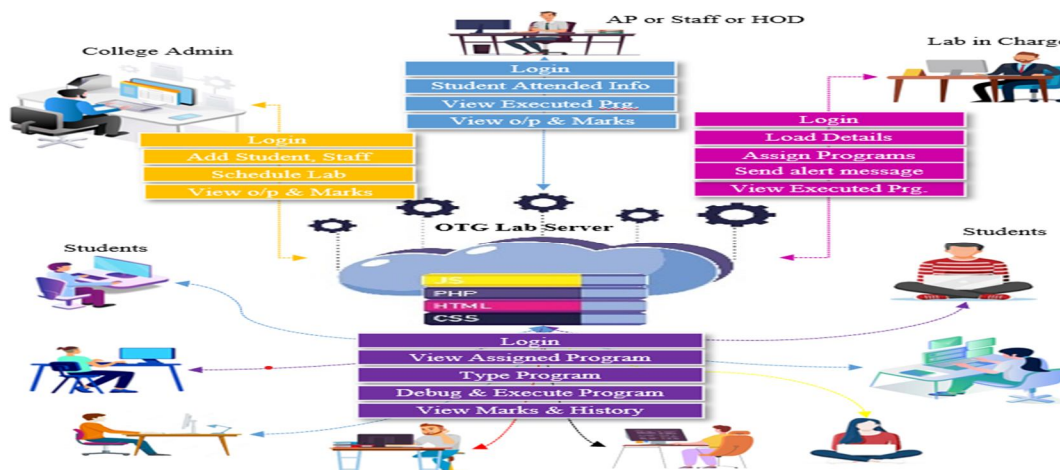 AP or Staff or HOD
College Admin
Lab in Charge
Login
Student Attended Info
View Executed Prg.
View o/p & Marks
Login
Add Student, Staff
Schedule Lab
View o/p & Marks
Login
Load Details
Assign Programs
Send alert message
View Executed Prg.
OTG Lab Server
Students
Students
JS
PHP
HTML
CSS
Login
View Assigned Program
Type Program
Debug & Execute Program
View Marks & History